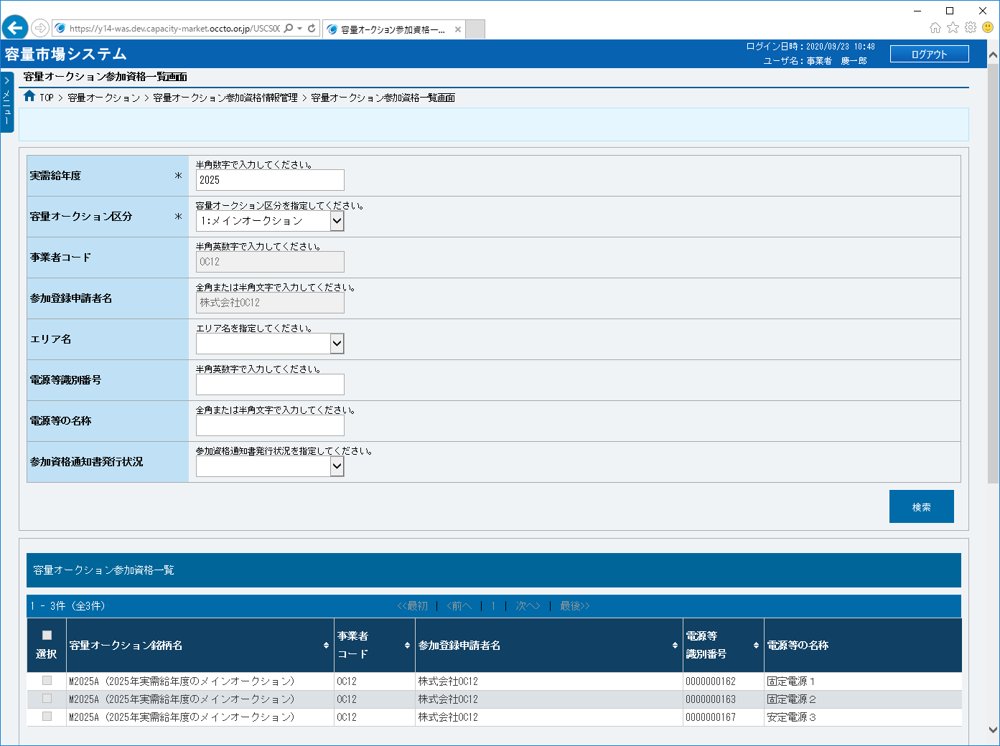 https://y14-was.dev.capacity-market.occto.or.jp/USCS00
容量オークション参加資格一...
容量市場システム
ログイン日時：2020/09/23 10:48
ユーザ名：事業者　慶一郎
ログアウト
メニュー
容量オークション参加資格一覧画面
TOP > 容量オークション > 容量オークション参加資格情報管理 > 容量オークション参加資格一覧画面
実需給年度 *
半角数字で入力してください。
2025
容量オークション区分 *
容量オークション区分を指定してください。
1:メインオークション
事業者コード
半角英数字で入力してください。
0C12
参加登録申請者名
全角または半角文字で入力してください。
株式会社0C12
エリア名
エリア名を指定してください。
電源等識別番号
半角英数字で入力してください。
電源等の名称
全角または半角文字で入力してください。
参加資格通知書発行状況
参加資格通知書発行状況を指定してください。
検索
容量オークション参加資格一覧
1 - 3件（全3件） <<最初 | <前へ | 1 | 次へ> | 最後>>
選択 容量オークション銘柄名 事業者コード 参加登録申請者名 電源等識別番号 電源等の名称
M2025A（2025年実需給年度のメインオークション） 0C12 株式会社0C12 0000000162 固定電源１
M2025A（2025年実需給年度のメインオークション） 0C12 株式会社0C12 0000000163 固定電源２
M2025A（2025年実需給年度のメインオークション） 0C12 株式会社0C12 0000000167 安定電源３